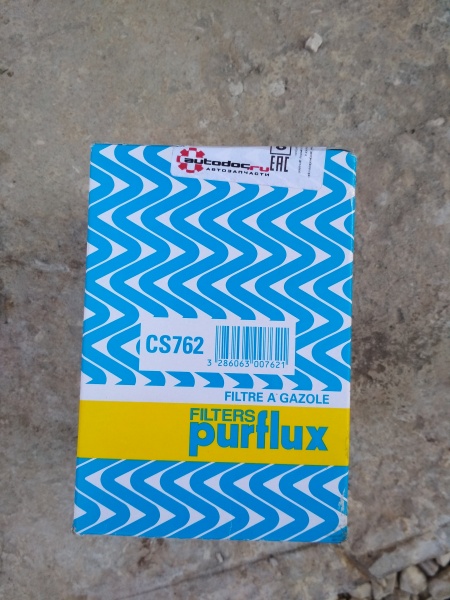 autodoc.ru
АВТОЗАПЧАСТИ
EAC
CS762
3 286063 007621
FILTRE A GAZOLE
FILTERS
purflux